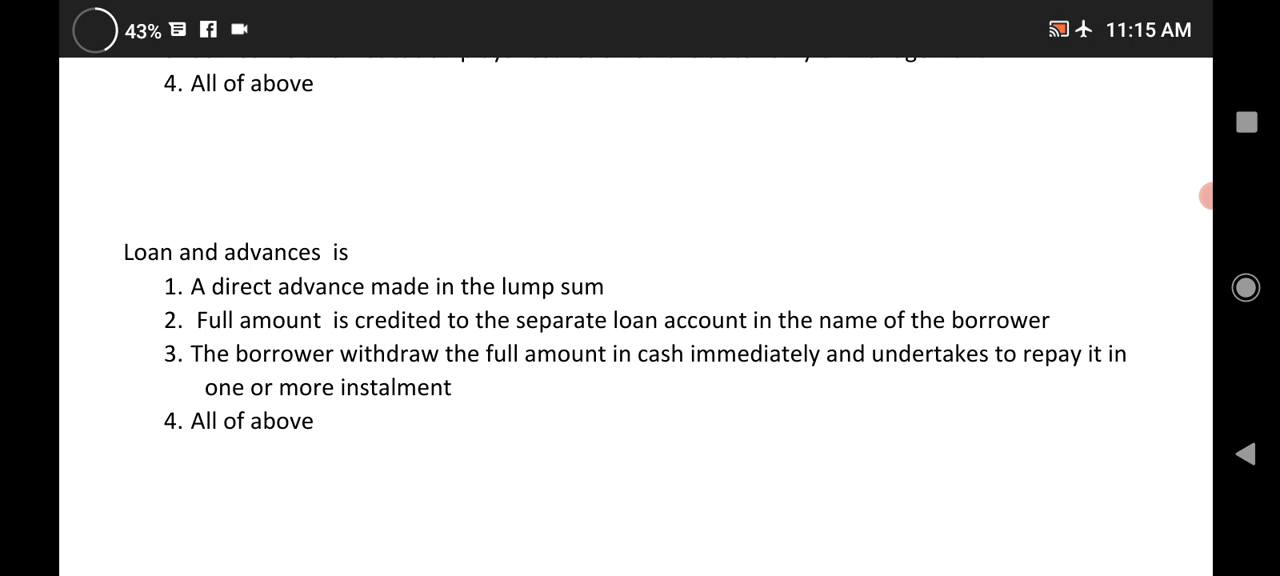 43% 11:15 AM
4. All of above
Loan and advances is
1. A direct advance made in the lump sum
2. Full amount is credited to the separate loan account in the name of the borrower
3. The borrower withdraw the full amount in cash immediately and undertakes to repay it in
one or more instalment
4. All of above